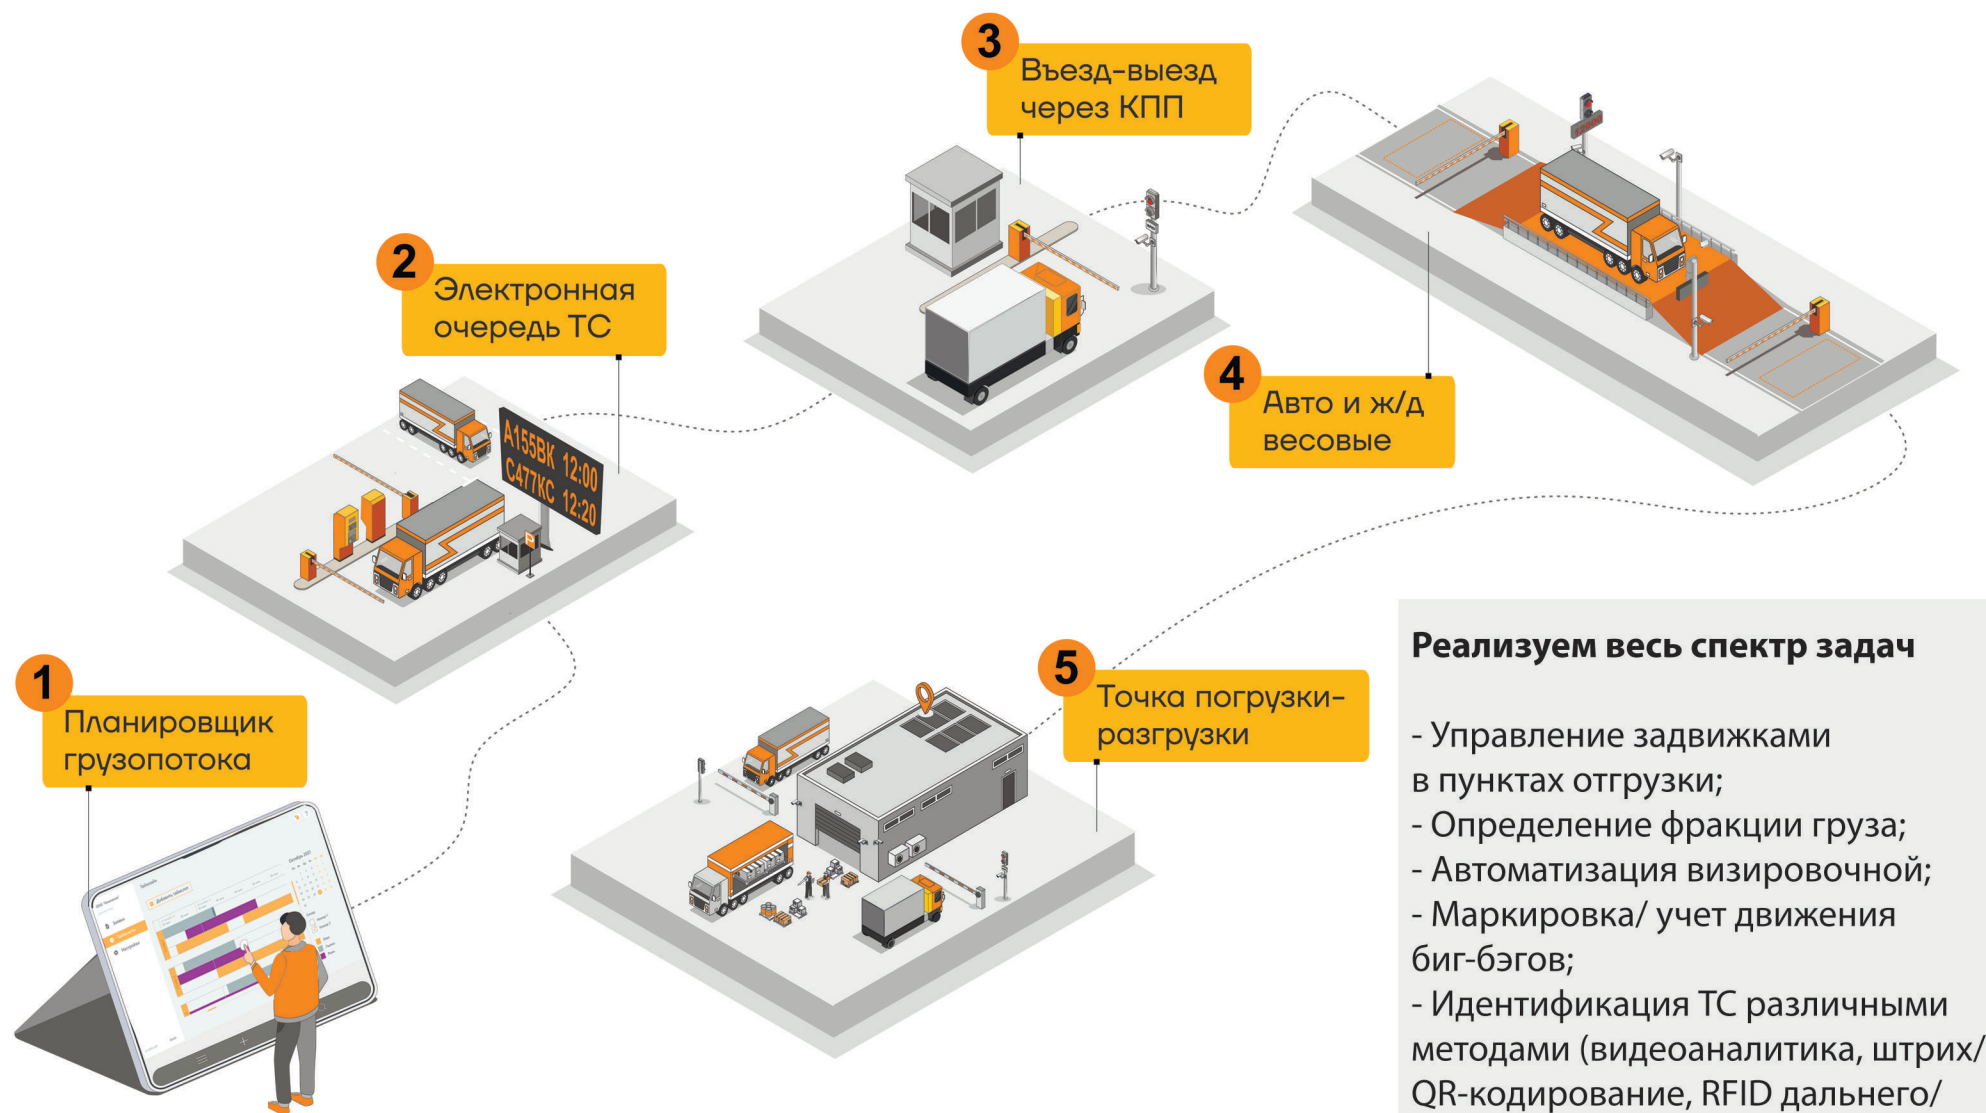 1
Планировщик
грузопотока
2
Электронная
очередь ТС
А155ВК 12:00
С477КС 12:20
P
3
Въезд-выезд
через КПП
4
Авто и ж/д
весовые
5
Точка погрузки-
разгрузки
Реализуем весь спектр задач
- Управление задвижками
в пунктах отгрузки;
- Определение фракции груза;
- Автоматизация визировочной;
- Маркировка/ учет движения
биг-бэгов;
- Идентификация ТС различными
методами (видеоаналитика, штрих/
QR-кодирование, RFID дальнего/